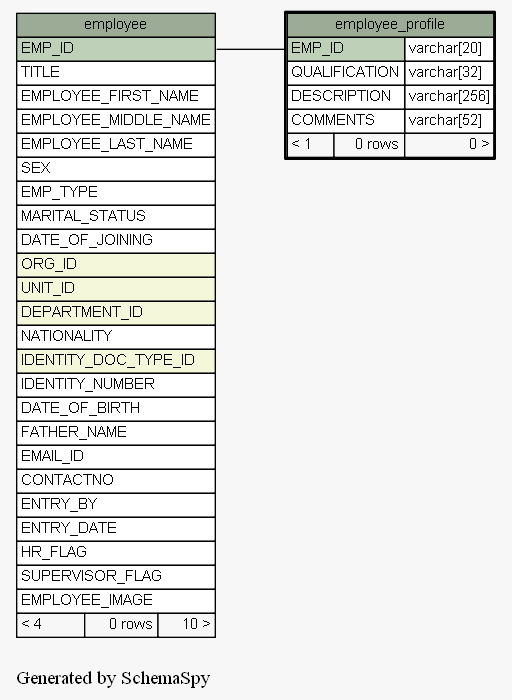 employee
EMP_ID
TITLE
EMPLOYEE_FIRST_NAME
EMPLOYEE_MIDDLE_NAME
EMPLOYEE_LAST_NAME
SEX
EMP_TYPE
MARITAL_STATUS
DATE_OF_JOINING
ORG_ID
UNIT_ID
DEPARTMENT_ID
NATIONALITY
IDENTITY_DOC_TYPE_ID
IDENTITY_NUMBER
DATE_OF_BIRTH
FATHER_NAME
EMAIL_ID
CONTACTNO
ENTRY_BY
ENTRY_DATE
HR_FLAG
SUPERVISOR_FLAG
EMPLOYEE_IMAGE
< 4 0 rows 10 >
employee_profile
EMP_ID varchar[20]
QUALIFICATION varchar[32]
DESCRIPTION varchar[256]
COMMENTS varchar[52]
< 1 0 rows 0 >
Generated by SchemaSpy